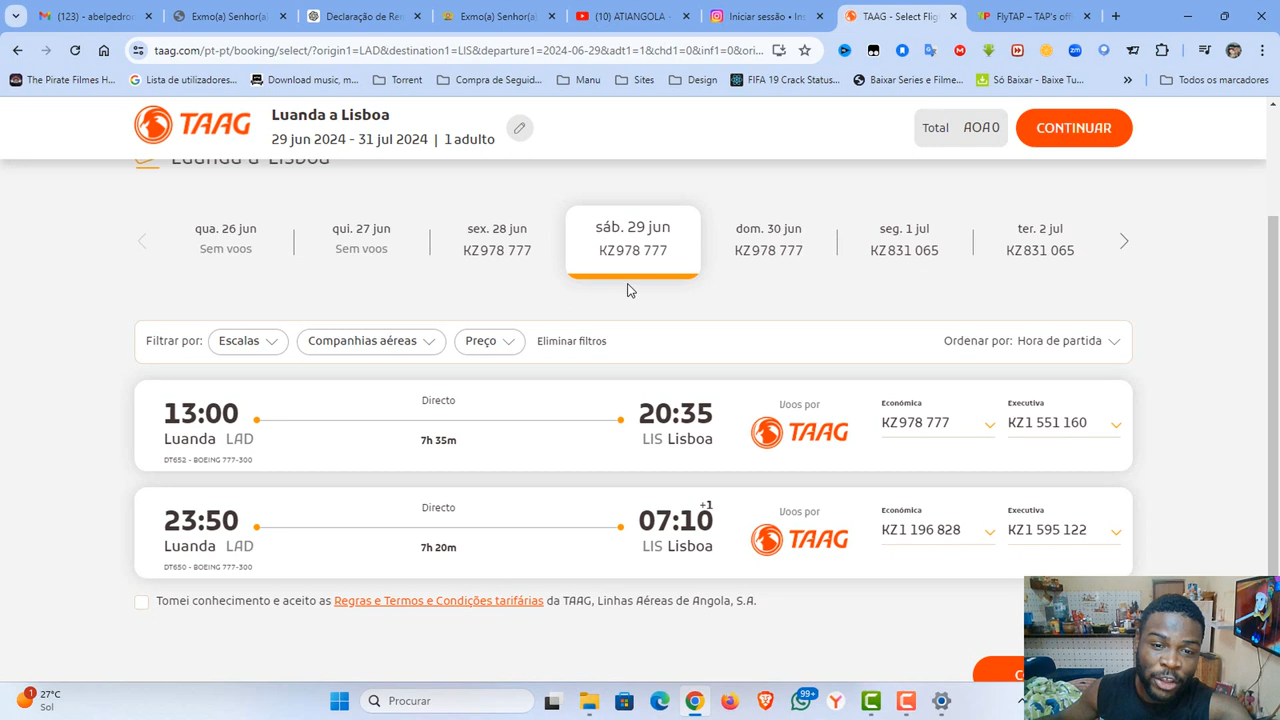 (123) - abelpedro
Exmo(a) Senhor(a)
Declaração de Re
Exmo(a) Senhor(a)
(10) ATIANGOLA -
Iniciar sessão • In
TAAG - Select Flig
FlyTAP – TAP's off
taag.com/pt-pt/booking/select/?origin1=LAD&destination1=LIS&departure1=2024-06-29&adt1=1&chd1=0&inf1=0&ori...
The Pirate Filmes H...
Lista de utilizadores...
Download music, m...
Torrent
Compra de Seguid...
Manu
Sites
Design
FIFA 19 Crack Status...
Baixar Series e Filme...
Só Baixar - Baixe Tu...
»
Todos os marcadores
TAAG
Luanda a Lisboa
29 jun 2024 - 31 jul 2024 | 1 adulto
Total AOA 0
CONTINUAR
Luanda a Lisboa
qua. 26 jun
Sem voos
qui. 27 jun
Sem voos
sex. 28 jun
KZ978 777
sáb. 29 jun
KZ978 777
dom. 30 jun
KZ978 777
seg. 1 jul
KZ831 065
ter. 2 jul
KZ831 065
Filtrar por: Escalas Companhias aéreas Preço Eliminar filtros
Ordenar por: Hora de partida
13:00
Luanda LAD
DT652 - BOEING 777-300
Directo
7h 35m
20:35
LIS Lisboa
Voos por
TAAG
Económica
KZ978 777
Executiva
KZ1 551 160
23:50
Luanda LAD
DT650 - BOEING 777-300
Directo
7h 20m
+1
07:10
LIS Lisboa
Voos por
TAAG
Económica
KZ1 196 828
Executiva
KZ1 595 122
Tomei conhecimento e aceito as Regras e Termos e Condições tarifárias da TAAG, Linhas Aéreas de Angola, S.A.
1
27°C
Sol
Procurar
99+